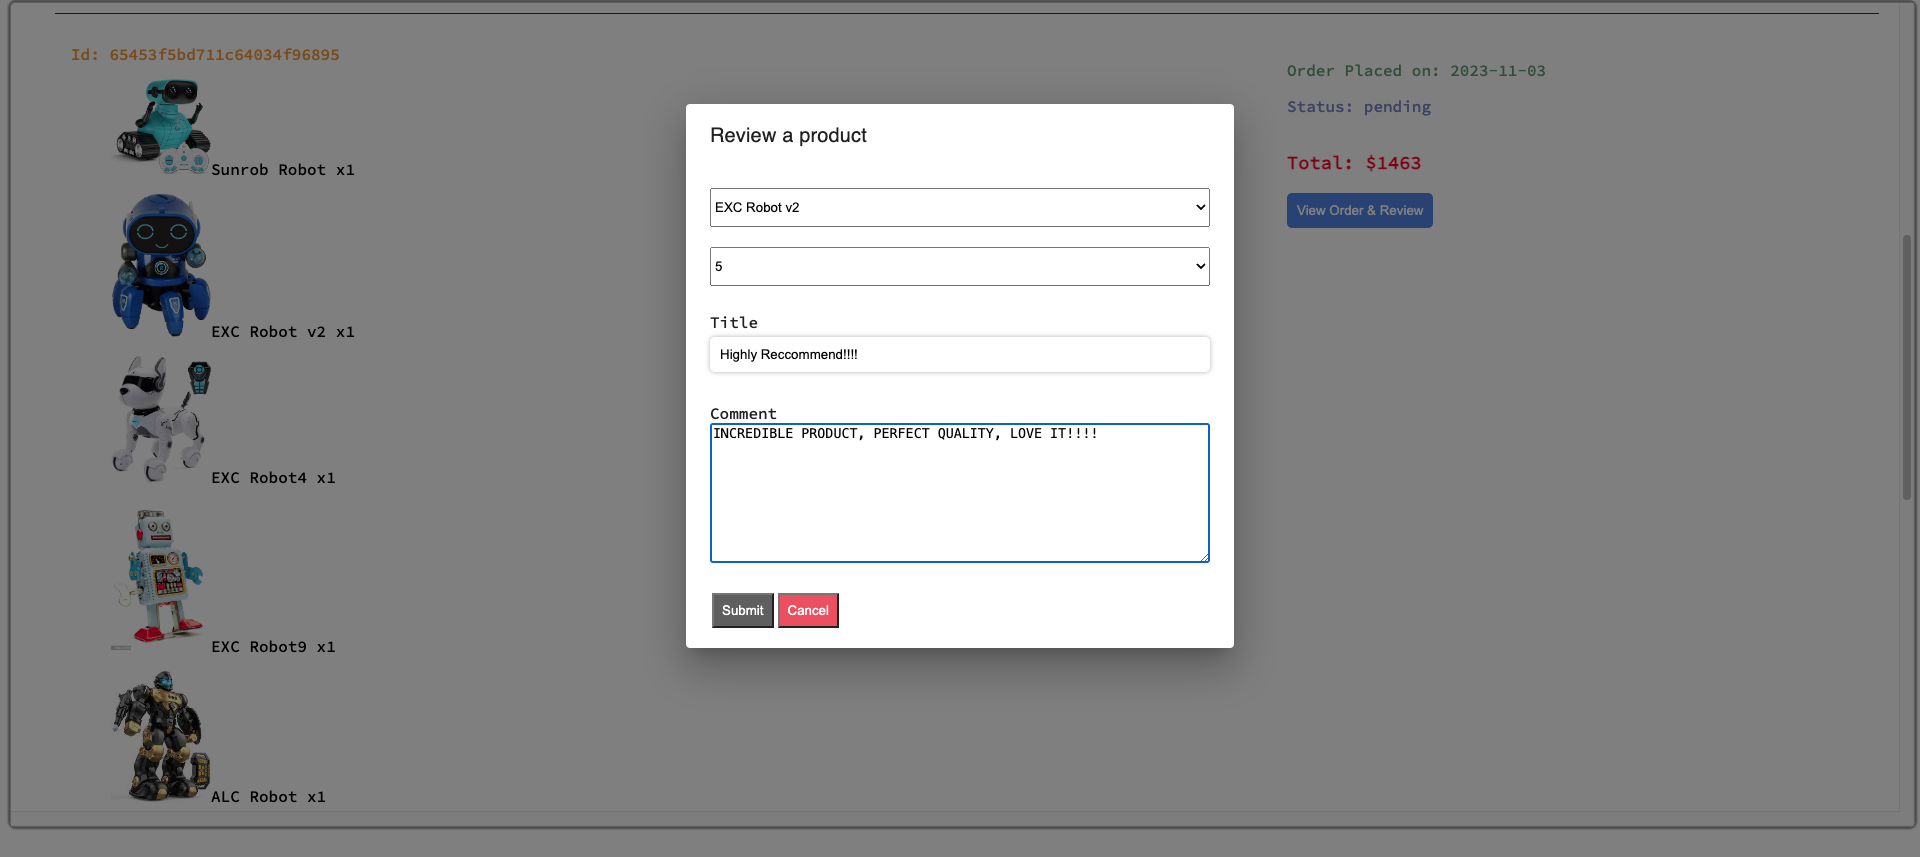 Id: 65453f5bd711c64034f96895
Sunrob Robot x1
EXC Robot v2 x1
EXC Robot4 x1
EXC Robot9 x1
ALC Robot x1
Order Placed on: 2023-11-03
Status: pending
Total: $1463
View Order & Review
Review a product
EXC Robot v2
5
Title
Highly Reccommend!!!!
Comment
INCREDIBLE PRODUCT, PERFECT QUALITY, LOVE IT!!!!
Submit Cancel